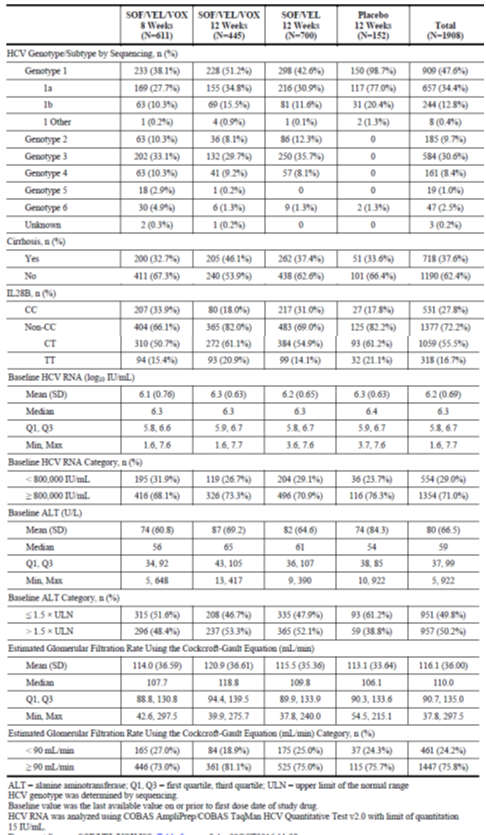 SOF/VEL/VOX 8 Weeks (N=611) SOF/VEL/VOX 12 Weeks (N=445) SOF/VEL 12 Weeks (N=700) Placebo 12 Weeks (N=152) Total (N=1908)
HCV Genotype/Subtype by Sequencing, n (%)
Genotype 1 233 (38.1%) 228 (51.2%) 298 (42.6%) 150 (98.7%) 909 (47.6%)
1a 169 (27.7%) 155 (34.8%) 216 (30.9%) 117 (77.0%) 657 (34.4%)
1b 63 (10.3%) 69 (15.5%) 81 (11.6%) 31 (20.4%) 244 (12.8%)
1 Other 1 (0.2%) 4 (0.9%) 1 (0.1%) 2 (1.3%) 8 (0.4%)
Genotype 2 63 (10.3%) 36 (8.1%) 86 (12.3%) 0 185 (9.7%)
Genotype 3 202 (33.1%) 132 (29.7%) 250 (35.7%) 0 584 (30.6%)
Genotype 4 63 (10.3%) 41 (9.2%) 57 (8.1%) 0 161 (8.4%)
Genotype 5 18 (2.9%) 1 (0.2%) 0 0 19 (1.0%)
Genotype 6 30 (4.9%) 6 (1.3%) 9 (1.3%) 2 (1.3%) 47 (2.5%)
Unknown 2 (0.3%) 1 (0.2%) 0 0 3 (0.2%)
Cirrhosis, n (%)
Yes 200 (32.7%) 205 (46.1%) 262 (37.4%) 51 (33.6%) 718 (37.6%)
No 411 (67.3%) 240 (53.9%) 438 (62.6%) 101 (66.4%) 1190 (62.4%)
IL28B, n (%)
CC 207 (33.9%) 80 (18.0%) 217 (31.0%) 27 (17.8%) 531 (27.8%)
Non-CC 404 (66.1%) 365 (82.0%) 483 (69.0%) 125 (82.2%) 1377 (72.2%)
CT 310 (50.7%) 272 (61.1%) 384 (54.9%) 93 (61.2%) 1059 (55.5%)
TT 94 (15.4%) 93 (20.9%) 99 (14.1%) 32 (21.1%) 318 (16.7%)
Baseline HCV RNA (log10 IU/mL)
Mean (SD) 6.1 (0.76) 6.3 (0.63) 6.2 (0.65) 6.3 (0.63) 6.2 (0.69)
Median 6.3 6.3 6.3 6.4 6.3
Q1, Q3 5.8, 6.6 5.9, 6.7 5.8, 6.7 5.9, 6.7 5.8, 6.7
Min, Max 1.6, 7.6 1.6, 7.7 3.6, 7.6 3.7, 7.6 1.6, 7.7
Baseline HCV RNA Category, n (%)
< 800,000 IU/mL 195 (31.9%) 119 (26.7%) 204 (29.1%) 36 (23.7%) 554 (29.0%)
≥ 800,000 IU/mL 416 (68.1%) 326 (73.3%) 496 (70.9%) 116 (76.3%) 1354 (71.0%)
Baseline ALT (U/L)
Mean (SD) 74 (60.8) 87 (69.2) 82 (64.6) 74 (84.3) 80 (66.5)
Median 56 65 61 54 59
Q1, Q3 34, 92 43, 105 36, 107 38, 85 37, 99
Min, Max 5, 648 13, 417 9, 390 10, 922 5, 922
Baseline ALT Category, n (%)
≤ 1.5 × ULN 315 (51.6%) 208 (46.7%) 335 (47.9%) 93 (61.2%) 951 (49.8%)
> 1.5 × ULN 296 (48.4%) 237 (53.3%) 365 (52.1%) 59 (38.8%) 957 (50.2%)
Estimated Glomerular Filtration Rate Using the Cockcroft-Gault Equation (mL/min)
Mean (SD) 114.0 (36.59) 120.9 (36.61) 115.5 (35.36) 113.1 (33.64) 116.1 (36.00)
Median 107.7 118.8 109.8 106.1 110.0
Q1, Q3 88.8, 130.8 94.4, 139.5 89.9, 133.9 90.3, 133.6 90.7, 135.0
Min, Max 42.6, 297.5 39.9, 275.7 37.8, 240.0 54.5, 215.1 37.8, 297.5
Estimated Glomerular Filtration Rate Using the Cockcroft-Gault Equation (mL/min) Category, n (%)
< 90 mL/min 165 (27.0%) 84 (18.9%) 175 (25.0%) 37 (24.3%) 461 (24.2%)
≥ 90 mL/min 446 (73.0%) 361 (81.1%) 525 (75.0%) 115 (75.7%) 1447 (75.8%)
ALT = alanine aminotransferase; Q1, Q3 = first quartile, third quartile; ULN = upper limit of the normal range
HCV genotype was determined by sequencing.
Baseline value was the last available value on or prior to first dose date of study drug.
HCV RNA was analyzed using COBAS AmpliPrep/COBAS TaqMan HCV Quantitative Test v2.0 with limit of quantitation
15 IU/mL.